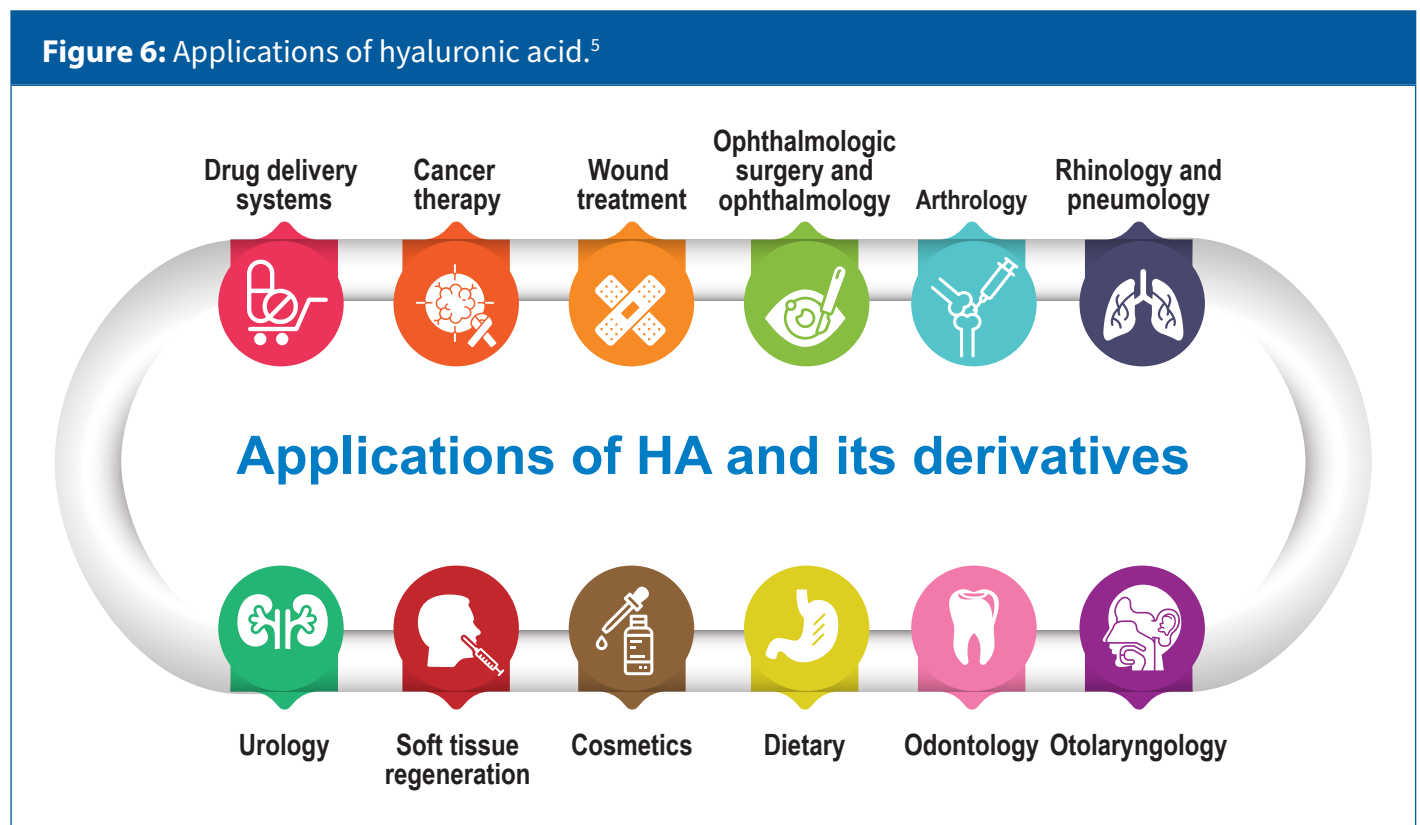 Figure 6: Applications of hyaluronic acid.5
Drug delivery
systems
Cancer
therapy
Wound
treatment
Ophthalmologic
surgery and
ophthalmology
Arthrology
Rhinology and
pneumology
Applications of HA and its derivatives
Urology
Soft tissue
regeneration
Cosmetics
Dietary
Odontology
Otolaryngology